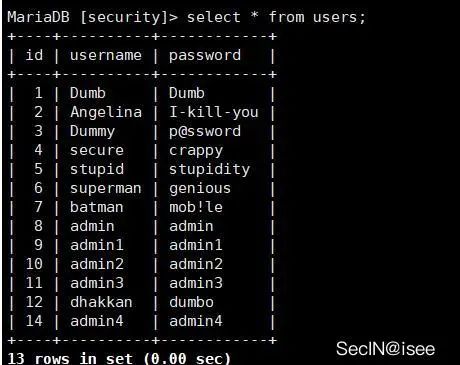 MariaDB [security]> select * from users;
+----+----------+------------+
| id | username | password   |
+----+----------+------------+
|  1 | Dumb     | Dumb       |
|  2 | Angelina | I-kill-you |
|  3 | Dummy    | p@ssword   |
|  4 | secure   | crappy     |
|  5 | stupid   | stupidity  |
|  6 | superman | genious    |
|  7 | batman   | mob!le     |
|  8 | admin    | admin      |
|  9 | admin1   | admin1     |
| 10 | admin2   | admin2     |
| 11 | admin3   | admin3     |
| 12 | dhakkan  | dumbo      |
| 14 | admin4   | admin4     |
+----+----------+------------+
13 rows in set (0.00 sec)
SecIN@isee